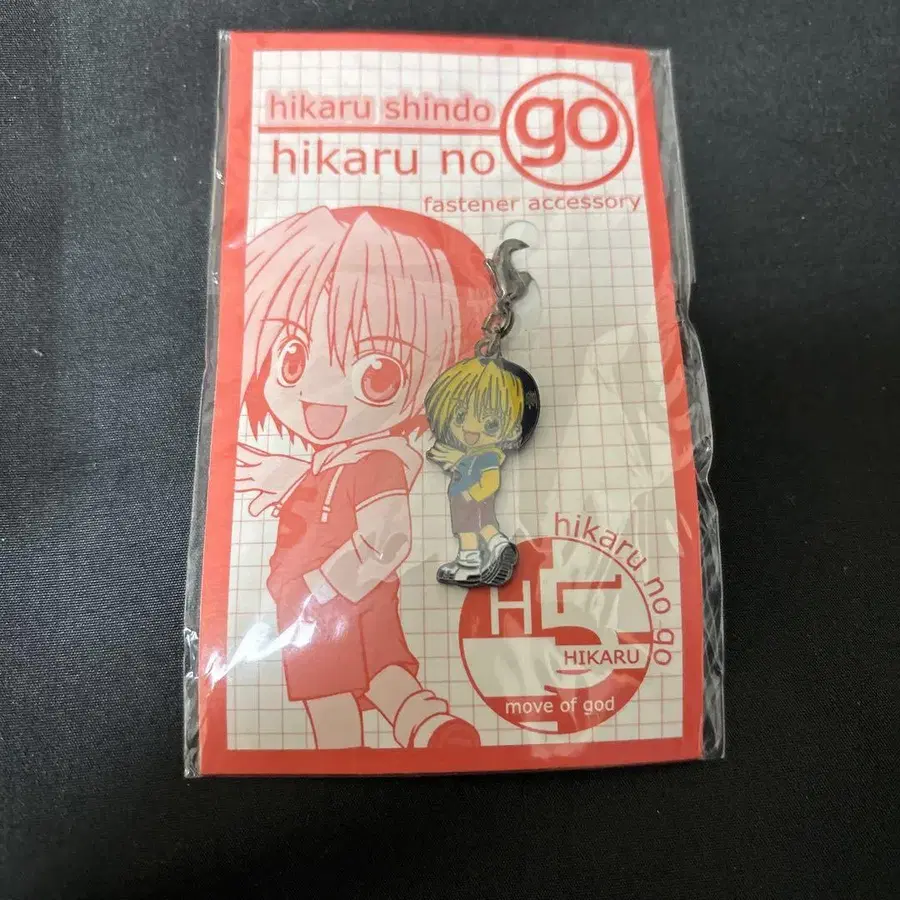 hikaru shindo
hikaru no go
fastener accessory
hikaru no go
H5
HIKARU
move of god